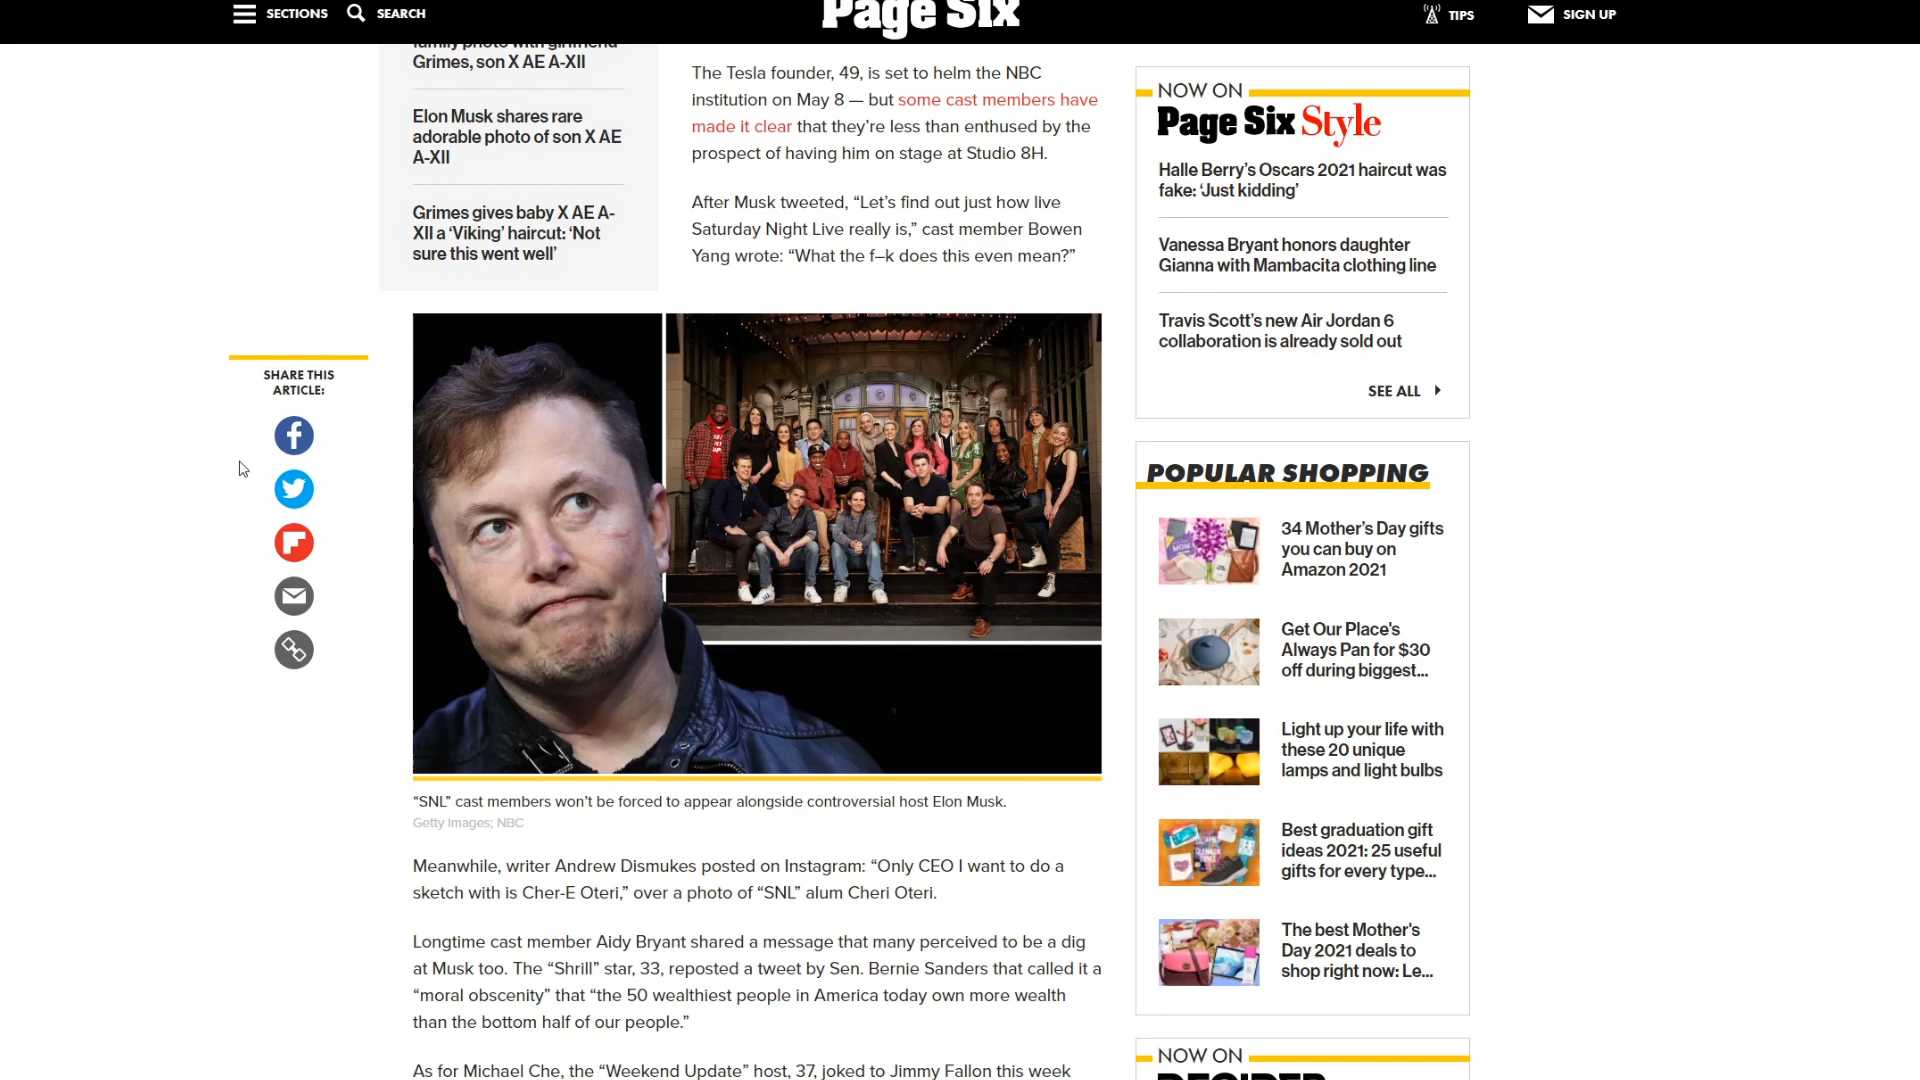 SECTIONS
SEARCH
Page Six
TIPS
SIGN UP
family photo with girlfriend
Grimes, son X AE A-XII
Elon Musk shares rare
adorable photo of son X AE
A-XII
Grimes gives baby X AE A-
XII a ‘Viking’ haircut: ‘Not
sure this went well’
The Tesla founder, 49, is set to helm the NBC
institution on May 8 — but some cast members have
made it clear that they’re less than enthused by the
prospect of having him on stage at Studio 8H.
After Musk tweeted, “Let’s find out just how live
Saturday Night Live really is,” cast member Bowen
Yang wrote: “What the f–k does this even mean?”
SHARE THIS
ARTICLE:
“SNL” cast members won’t be forced to appear alongside controversial host Elon Musk.
Getty Images; NBC
Meanwhile, writer Andrew Dismukes posted on Instagram: “Only CEO I want to do a
sketch with is Cher-E Oteri,” over a photo of “SNL” alum Cheri Oteri.
Longtime cast member Aidy Bryant shared a message that many perceived to be a dig
at Musk too. The “Shrill” star, 33, reposted a tweet by Sen. Bernie Sanders that called it a
“moral obscenity” that “the 50 wealthiest people in America today own more wealth
than the bottom half of our people.”
As for Michael Che, the “Weekend Update” host, 37, joked to Jimmy Fallon this week
NOW ON
Page Six Style
Halle Berry’s Oscars 2021 haircut was
fake: ‘Just kidding’
Vanessa Bryant honors daughter
Gianna with Mambacita clothing line
Travis Scott’s new Air Jordan 6
collaboration is already sold out
SEE ALL
POPULAR SHOPPING
34 Mother’s Day gifts
you can buy on
Amazon 2021
Get Our Place's
Always Pan for $30
off during biggest...
Light up your life with
these 20 unique
lamps and light bulbs
Best graduation gift
ideas 2021: 25 useful
gifts for every type...
The best Mother's
Day 2021 deals to
shop right now: Le...
NOW ON
DECIDER